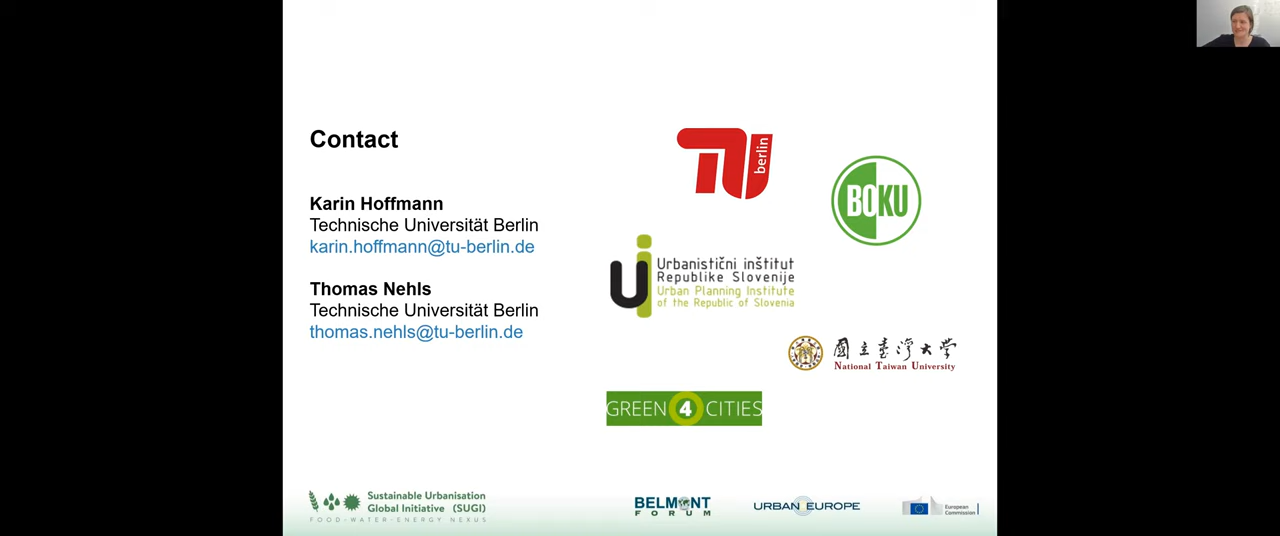 Contact
Karin Hoffmann
Technische Universität Berlin
karin.hoffmann@tu-berlin.de
Thomas Nehls
Technische Universität Berlin
thomas.nehls@tu-berlin.de
TU berlin
BOKU
ui
Urbanistični inštitut
Republike Slovenije
Urban Planning Institute
of the Republic of Slovenia
國立臺灣大學
National Taiwan University
GREEN 4 CITIES
Sustainable Urbanisation
Global Initiative (SUGI)
FOOD-WATER-ENERGY NEXUS
BELMONT
FORUM
URBAN EUROPE
European
Commission